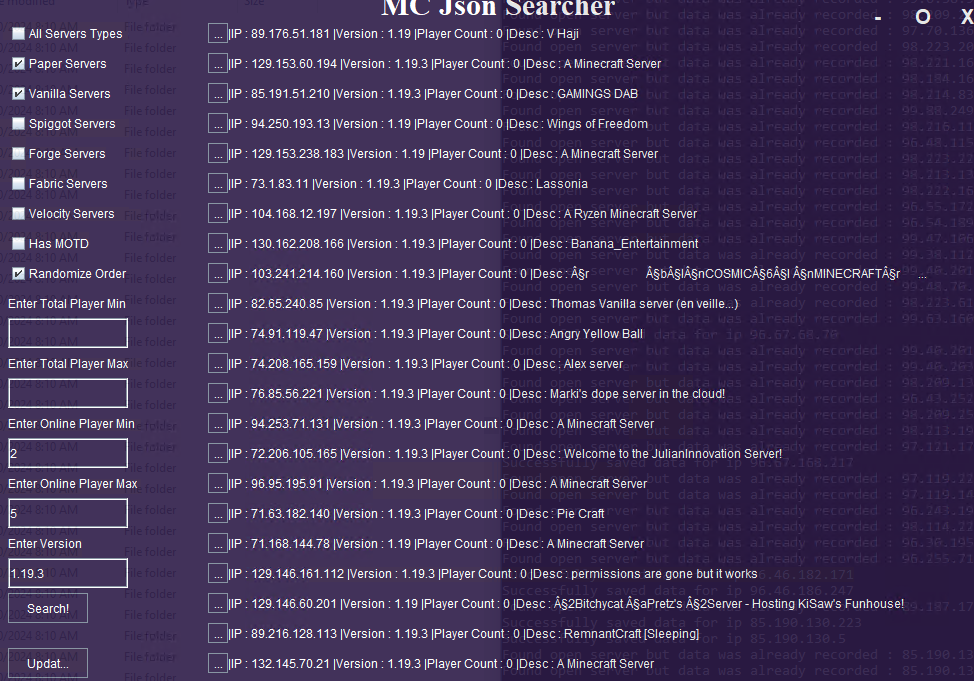 MC Json Searcher
- O X
All Servers Types
Paper Servers
Vanilla Servers
Spiggot Servers
Forge Servers
Fabric Servers
Velocity Servers
Has MOTD
Randomize Order
Enter Total Player Min
Enter Total Player Max
Enter Online Player Min
2
Enter Online Player Max
5
Enter Version
1.19.3
Search!
Updat...
... |IP : 89.176.51.181 |Version : 1.19.3 |Player Count : 0 |Desc : V Haji
... |IP : 129.153.60.194 |Version : 1.19.3 |Player Count : 0 |Desc : A Minecraft Server
... |IP : 85.191.51.210 |Version : 1.19.3 |Player Count : 0 |Desc : GAMINGS DAB
... |IP : 94.250.193.13 |Version : 1.19 |Player Count : 0 |Desc : Wings of Freedom
... |IP : 129.153.238.183 |Version : 1.19 |Player Count : 0 |Desc : A Minecraft Server
... |IP : 73.1.83.11 |Version : 1.19.3 |Player Count : 0 |Desc : Lassonia
... |IP : 104.168.12.197 |Version : 1.19.3 |Player Count : 0 |Desc : A Ryzen Minecraft Server
... |IP : 130.162.208.166 |Version : 1.19.3 |Player Count : 0 |Desc : Banana_Entertainment
... |IP : 103.241.214.160 |Version : 1.19.3 |Player Count : 0 |Desc : Â§r Â§bÂ§lÂ§nCOSMICÂ§6Â§l Â§nMINECRAFTÂ§r ...
... |IP : 82.65.240.85 |Version : 1.19.3 |Player Count : 0 |Desc : Thomas Vanilla server (en veille...)
... |IP : 74.91.119.47 |Version : 1.19.3 |Player Count : 0 |Desc : Angry Yellow Ball
... |IP : 74.208.165.159 |Version : 1.19.3 |Player Count : 0 |Desc : Alex server
... |IP : 76.85.56.221 |Version : 1.19.3 |Player Count : 0 |Desc : Marki's dope server in the cloud!
... |IP : 94.253.71.131 |Version : 1.19.3 |Player Count : 0 |Desc : A Minecraft Server
... |IP : 72.206.105.165 |Version : 1.19.3 |Player Count : 0 |Desc : Welcome to the JulianInnovation Server!
... |IP : 96.95.195.91 |Version : 1.19.3 |Player Count : 0 |Desc : A Minecraft Server
... |IP : 71.63.182.140 |Version : 1.19.3 |Player Count : 0 |Desc : Pie Craft
... |IP : 71.168.144.78 |Version : 1.19 |Player Count : 0 |Desc : A Minecraft Server
... |IP : 129.146.161.112 |Version : 1.19.3 |Player Count : 0 |Desc : permissions are gone but it works
... |IP : 129.146.60.201 |Version : 1.19 |Player Count : 0 |Desc : Â§2Bitchycat Â§aPretz's Â§2Server - Hosting KiSaw's Funhouse!
... |IP : 89.216.128.113 |Version : 1.19.3 |Player Count : 0 |Desc : RemnantCraft [Sleeping]
... |IP : 132.145.70.21 |Version : 1.19.3 |Player Count : 0 |Desc : A Minecraft Server